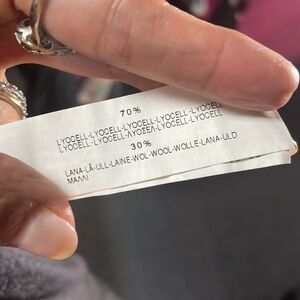 70%
LYOCELL-LYOCELL-LYOCELL-LYOCELL-LYOCELL
LYOCELL-LYOCELL-ΛΥΟΣΕΛ-LYOCELL-LYOCELL
30%
LANA-LÃ-ULL-LAINE-WOL-WOOL-WOLLE-LANA-ULD
ΜΑΛΛΙ